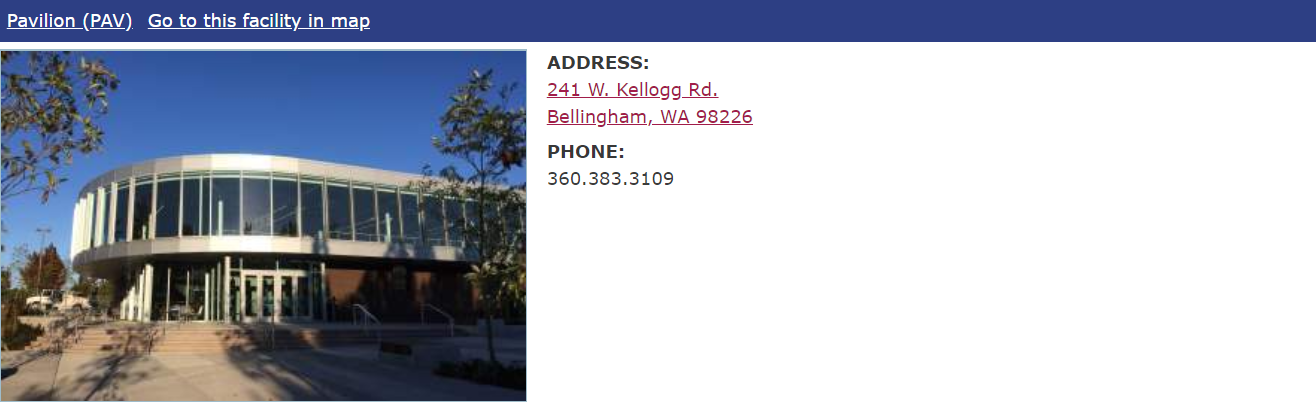 Pavilion (PAV) Go to this facility in map
ADDRESS:
241 W. Kellogg Rd.
Bellingham, WA 98226
PHONE:
360.383.3109